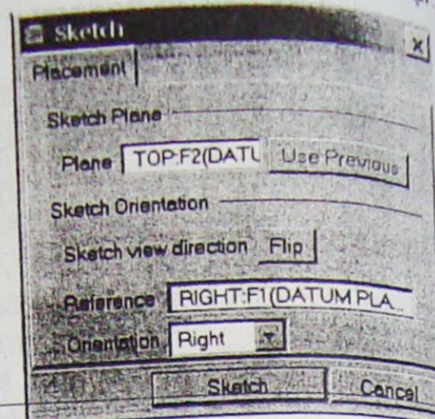 Sketch
Placement
Sketch Plane
Plane TOP:F2(DATU Use Previous
Sketch Orientation
Sketch view direction Flip
Reference RIGHT:F1(DATUM PLA...
Orientation Right
Sketch Cancel